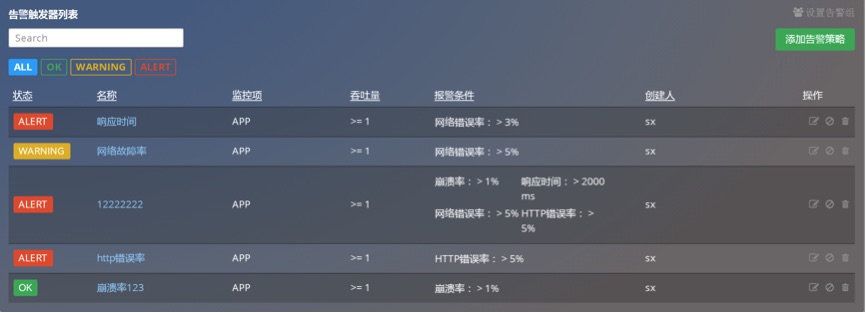 告警触发器列表
设置告警组
Search
添加告警策略
ALL OK WARNING ALERT
状态 名称 监控项 吞吐量 报警条件 创建人 操作
ALERT 响应时间 APP >= 1 网络错误率： > 3% sx
WARNING 网络故障率 APP >= 1 网络错误率： > 5% sx
崩溃率： > 1% 响应时间： > 2000
ms
ALERT 12222222 APP >= 1 sx
网络错误率： > 5% HTTP错误率： >
5%
ALERT http错误率 APP >= 1 HTTP错误率： > 5% sx
OK 崩溃率123 APP >= 1 崩溃率： > 1% sx